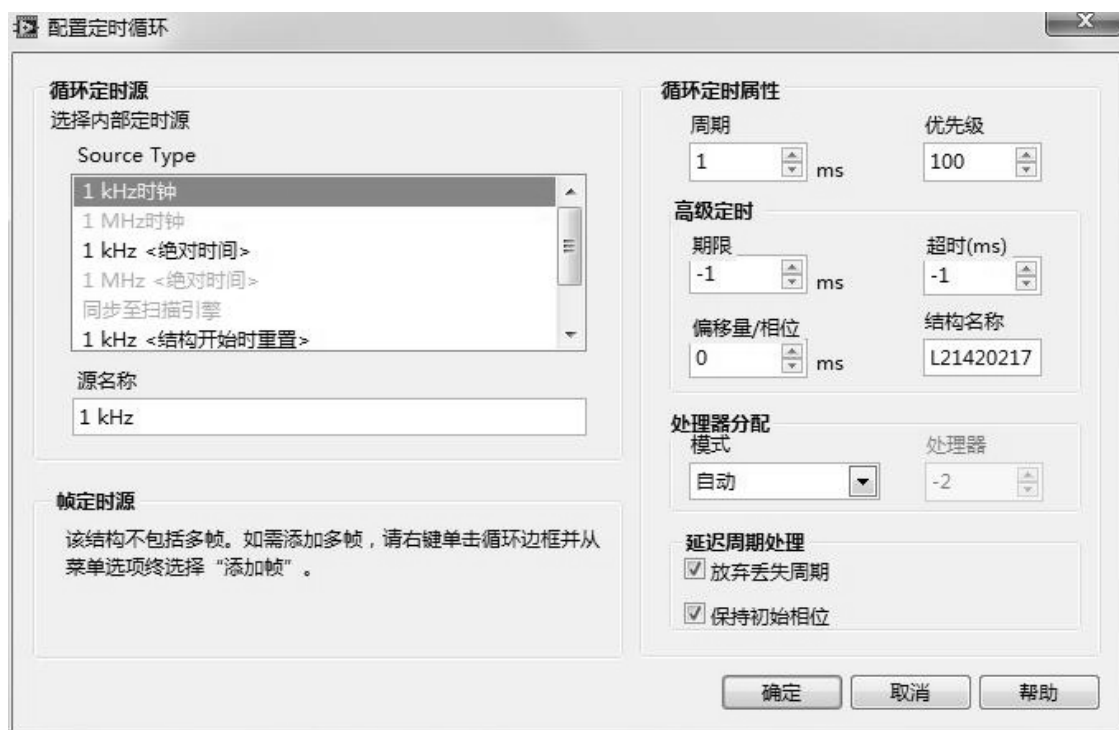 配置定时循环
循环定时源
选择内部定时源
Source Type
1 kHz时钟
1 MHz时钟
1 kHz <绝对时间>
1 MHz <绝对时间>
同步至扫描引擎
1 kHz <结构开始时重置>
源名称
1 kHz
帧定时源
该结构不包括多帧。如需添加多帧，请右键单击循环边框并从
菜单选项终选择“添加帧”。
循环定时属性
周期 优先级
1 ms 100
高级定时
期限 超时(ms)
-1 ms -1
偏移量/相位 结构名称
0 ms L21420217
处理器分配
模式 处理器
自动 -2
延迟周期处理
放弃丢失周期
保持初始相位
确定 取消 帮助